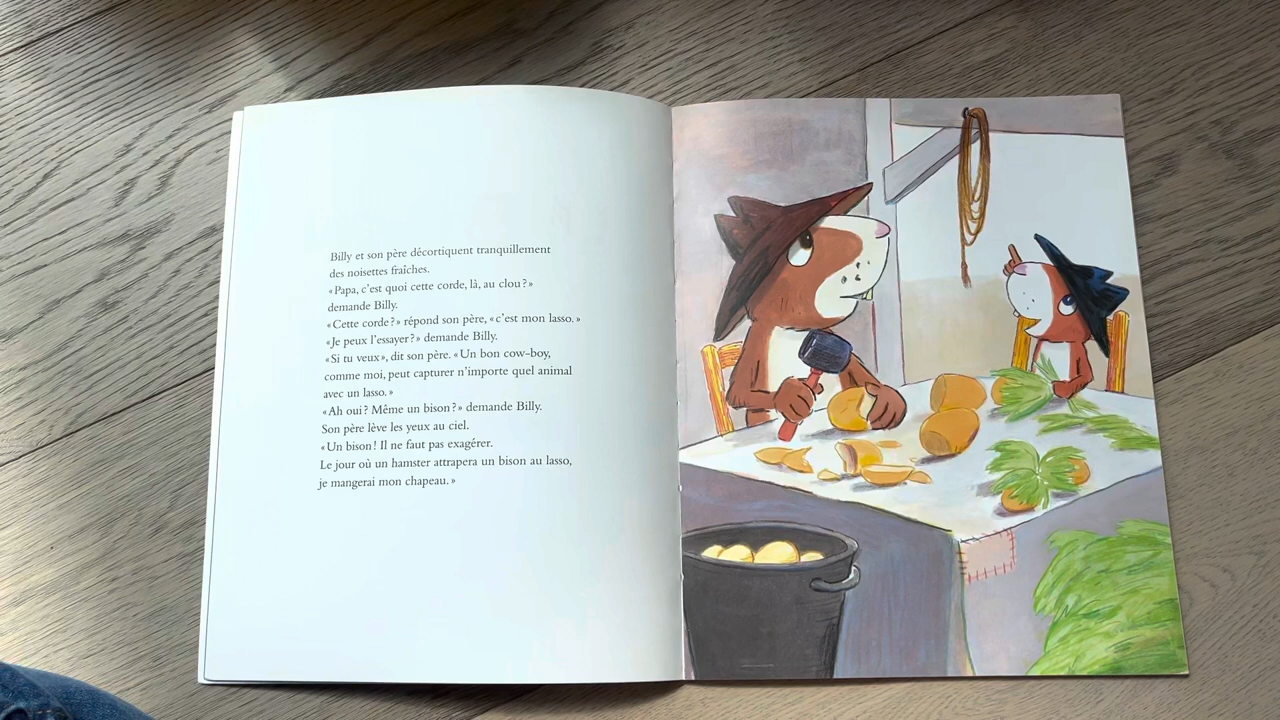 Billy et son père décortiquent tranquillement
des noisettes fraîches.
« Papa, c’est quoi cette corde, là, au clou ? »
demande Billy.
« Cette corde ? » répond son père, « c’est mon lasso. »
« Je peux l’essayer ? » demande Billy.
« Si tu veux », dit son père. « Un bon cow-boy,
comme moi, peut capturer n’importe quel animal
avec un lasso. »
« Ah oui ? Même un bison ? » demande Billy.
Son père lève les yeux au ciel.
« Un bison ! Il ne faut pas exagérer.
Le jour où un hamster attrapera un bison au lasso,
je mangerai mon chapeau. »